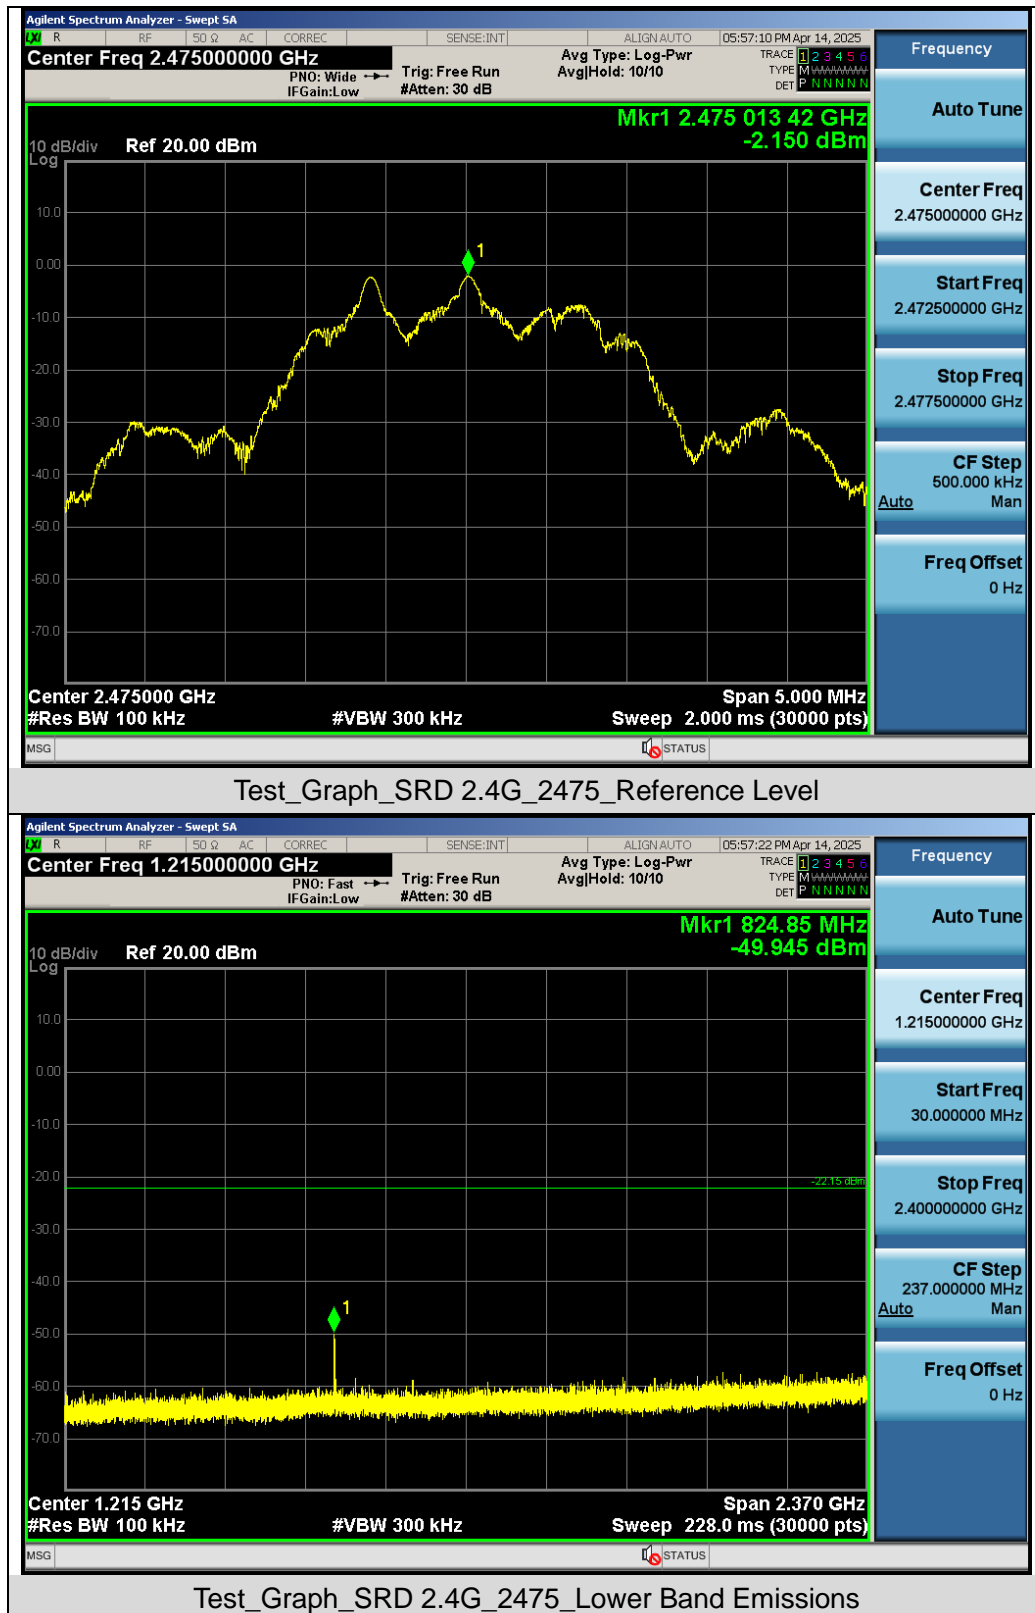 Agilent Spectrum Analyzer - Swept SA
LXI R RF 50 Ω AC CORREC SENSE:INT ALIGN AUTO 05:57:10 PM Apr 14, 2025
Center Freq 2.475000000 GHz
PNO: Wide
IFGain:Low
Trig: Free Run
#Atten: 30 dB
Avg Type: Log-Pwr
Avg|Hold: 10/10
TRACE 1 2 3 4 5 6
TYPE M
DET P N N N N N
Mkr1 2.475 013 42 GHz
-2.150 dBm
10 dB/div
Log
Ref 20.00 dBm
10.0
0.00
-10.0
-20.0
-30.0
-40.0
-50.0
-60.0
-70.0
1
Center 2.475000 GHz
Span 5.000 MHz
#Res BW 100 kHz
#VBW 300 kHz
Sweep 2.000 ms (30000 pts)
MSG
STATUS
Frequency
Auto Tune
Center Freq
2.475000000 GHz
Start Freq
2.472500000 GHz
Stop Freq
2.477500000 GHz
CF Step
500.000 kHz
Auto Man
Freq Offset
0 Hz
Test_Graph_SRD 2.4G_2475_Reference Level
Agilent Spectrum Analyzer - Swept SA
LXI R RF 50 Ω AC CORREC SENSE:INT ALIGN AUTO 05:57:22 PM Apr 14, 2025
Center Freq 1.215000000 GHz
PNO: Fast
IFGain:Low
Trig: Free Run
#Atten: 30 dB
Avg Type: Log-Pwr
Avg|Hold: 10/10
TRACE 1 2 3 4 5 6
TYPE M
DET P N N N N N
Mkr1 824.85 MHz
-49.945 dBm
10 dB/div
Log
Ref 20.00 dBm
10.0
0.00
-10.0
-20.0
-30.0
-40.0
-50.0
-60.0
-70.0
-22.15 dBm
1
Center 1.215 GHz
Span 2.370 GHz
#Res BW 100 kHz
#VBW 300 kHz
Sweep 228.0 ms (30000 pts)
MSG
STATUS
Frequency
Auto Tune
Center Freq
1.215000000 GHz
Start Freq
30.000000 MHz
Stop Freq
2.400000000 GHz
CF Step
237.000000 MHz
Auto Man
Freq Offset
0 Hz
Test_Graph_SRD 2.4G_2475_Lower Band Emissions